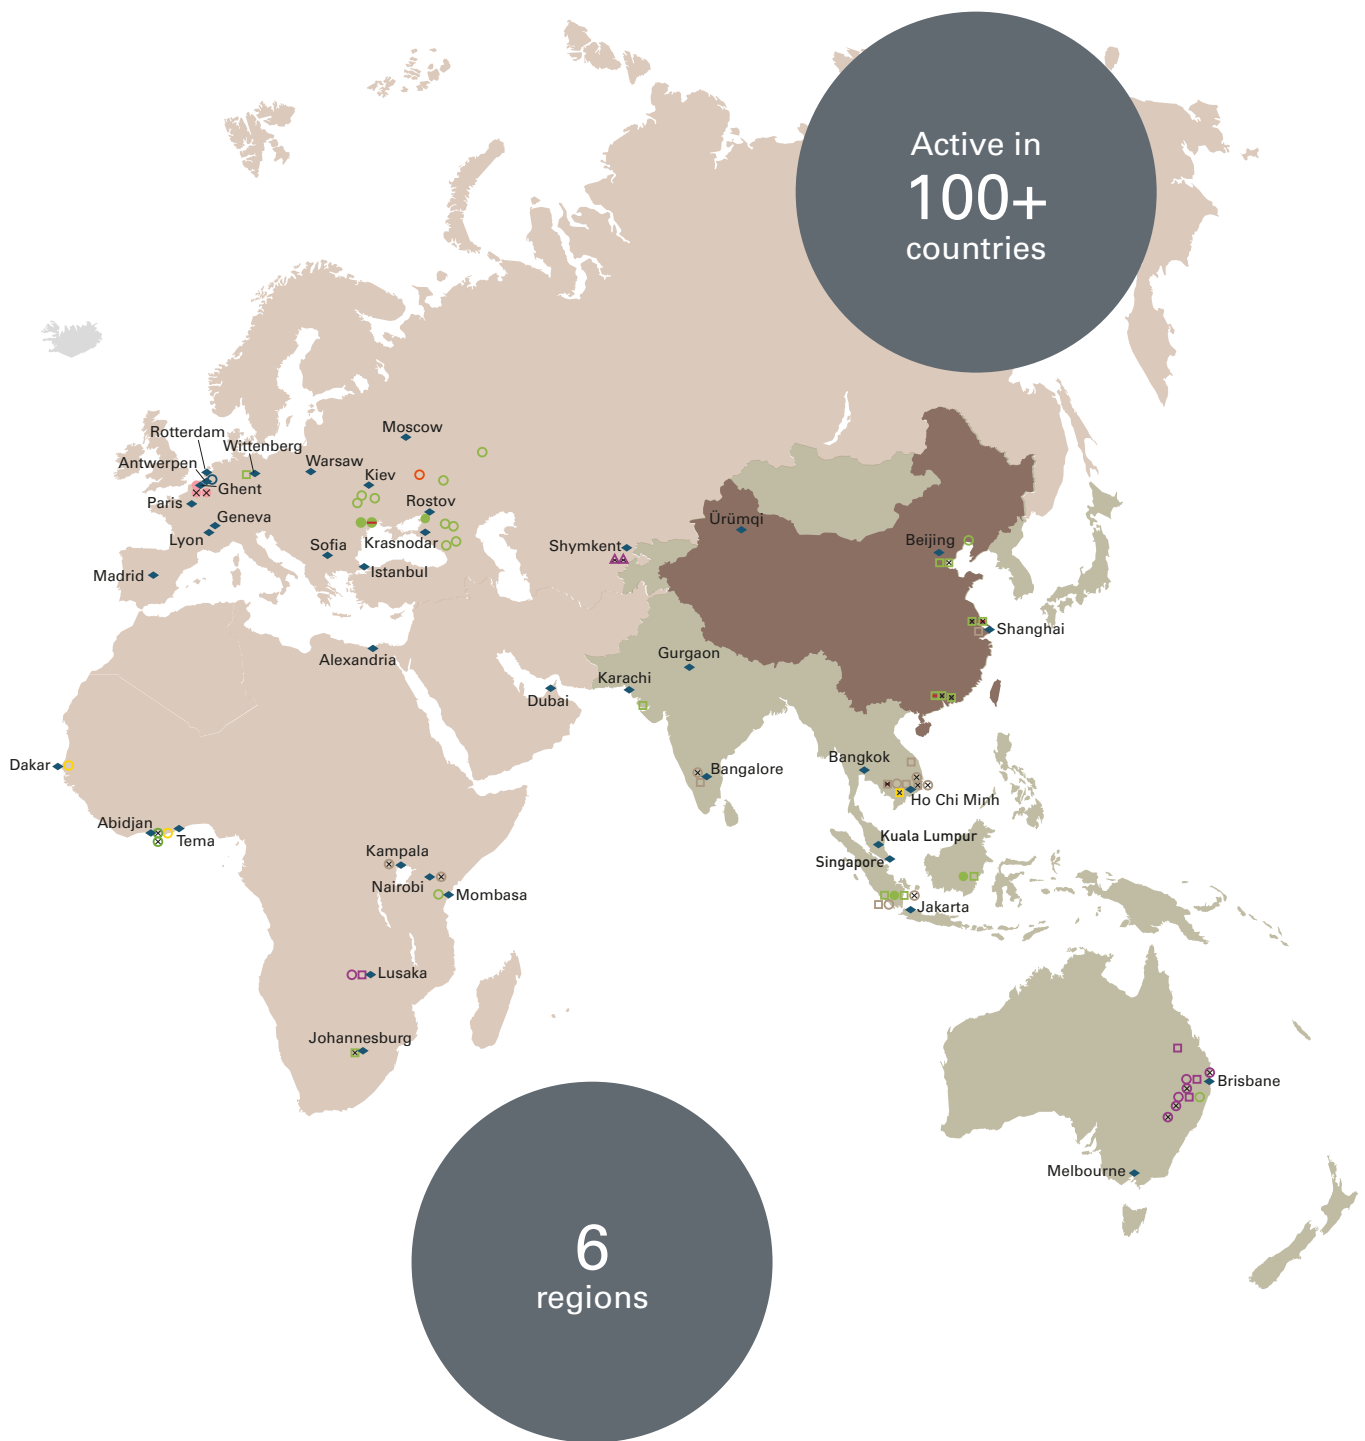 Active in
100+
countries
Moscow
Rotterdam
Wittenberg
Antwerpen
Warsaw
Kiev
Ghent
Paris
Rostov
Geneva
Ürümqi
Lyon
Beijing
Sofia
Krasnodar
Shymkent
Istanbul
Madrid
Shanghai
Gurgaon
Alexandria
Karachi
Dubai
Dakar
Bangkok
Bangalore
Ho Chi Minh
Abidjan
Tema
Kuala Lumpur
Kampala
Singapore
Nairobi
Mombasa
Jakarta
Lusaka
Johannesburg
Brisbane
Melbourne
6
regions